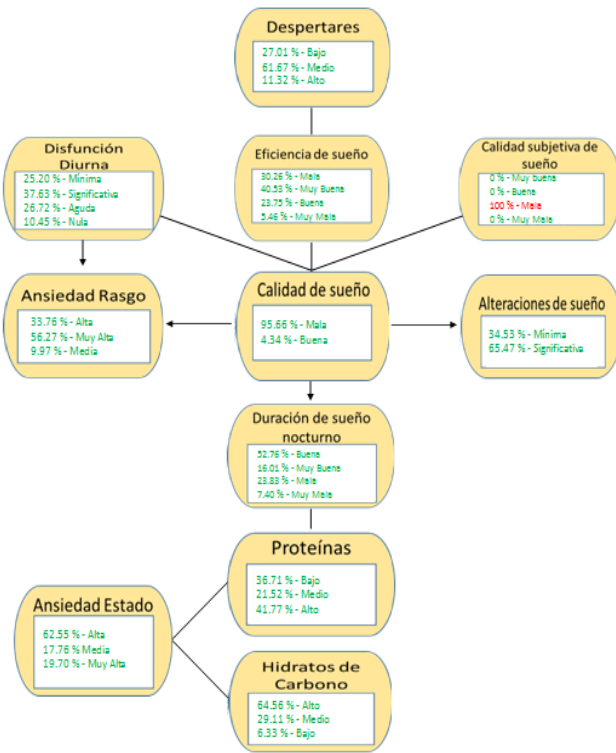 Despertares
27.01 % - Bajo
61.67 % - Medio
11.32 % - Alto
Disfunción
Diurna
25.20 % - Mínima
37.63 % - Significativa
26.72 % - Aguda
10.45 % - Nula
Eficiencia de sueño
30.26 % - Mala
40.53 % - Muy Buena
23.75 % - Buena
5.46 % - Muy Mala
Calidad subjetiva de
sueño
0 % - Muy buena
0 % - Buena
100 % - Mala
0 % - Muy Mala
Ansiedad Rasgo
33.76 % - Alta
56.27 % - Muy Alta
9.97 % - Media
Calidad de sueño
95.66 % - Mala
4.34 % - Buena
Alteraciones de sueño
34.53 % - Mínima
65.47 % - Significativa
Duración de sueño
nocturno
52.76 % - Buena
16.01 % - Muy Buena
23.83 % - Mala
7.40 % - Muy Mala
Proteínas
36.71 % - Bajo
21.52 % - Medio
41.77 % - Alto
Ansiedad Estado
62.55 % - Alta
17.76 % Media
19.70 % - Muy Alta
Hidratos de
Carbono
64.56 % - Alto
29.11 % - Medio
6.33 % - Bajo